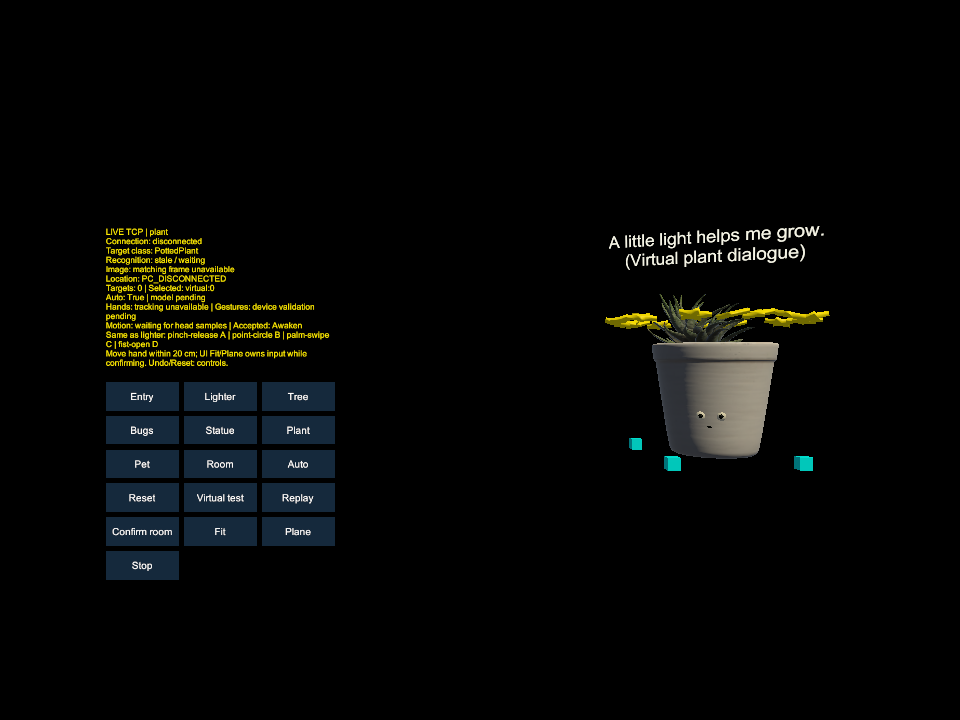 LIVE TCP | plant
Connection: disconnected
Target class: PottedPlant
Recognition: stale / waiting
Image: matching frame unavailable
Location: PC_DISCONNECTED
Targets: 0 | Selected: virtual:0
Auto: True | model pending
Hands: tracking unavailable | Gestures: device validation
pending
Motion: waiting for head samples | Accepted: Awaken
Same as lighter: pinch-release A | point-circle B | palm-swipe
C | fist-open D
Move hand within 20 cm; UI Fit/Plane owns input while
confirming. Undo/Reset: controls.
Entry
Lighter
Tree
Bugs
Statue
Plant
Pet
Room
Auto
Reset
Virtual test
Replay
Confirm room
Fit
Plane
Stop
A little light helps me grow.
(Virtual plant dialogue)